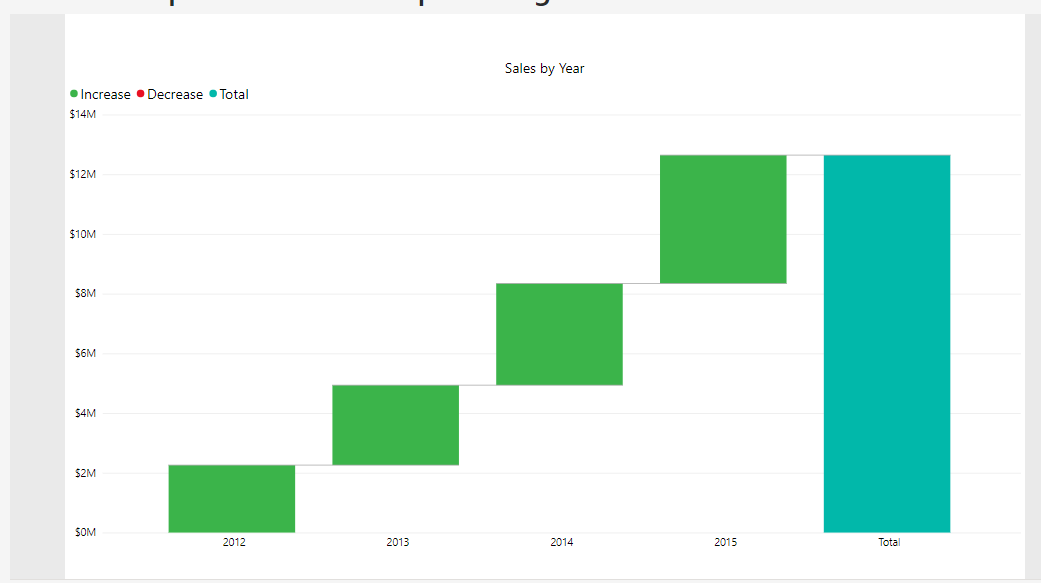 Sales by Year
Increase Decrease Total
$14M
$12M
$10M
$8M
$6M
$4M
$2M
$0M
2012 2013 2014 2015 Total